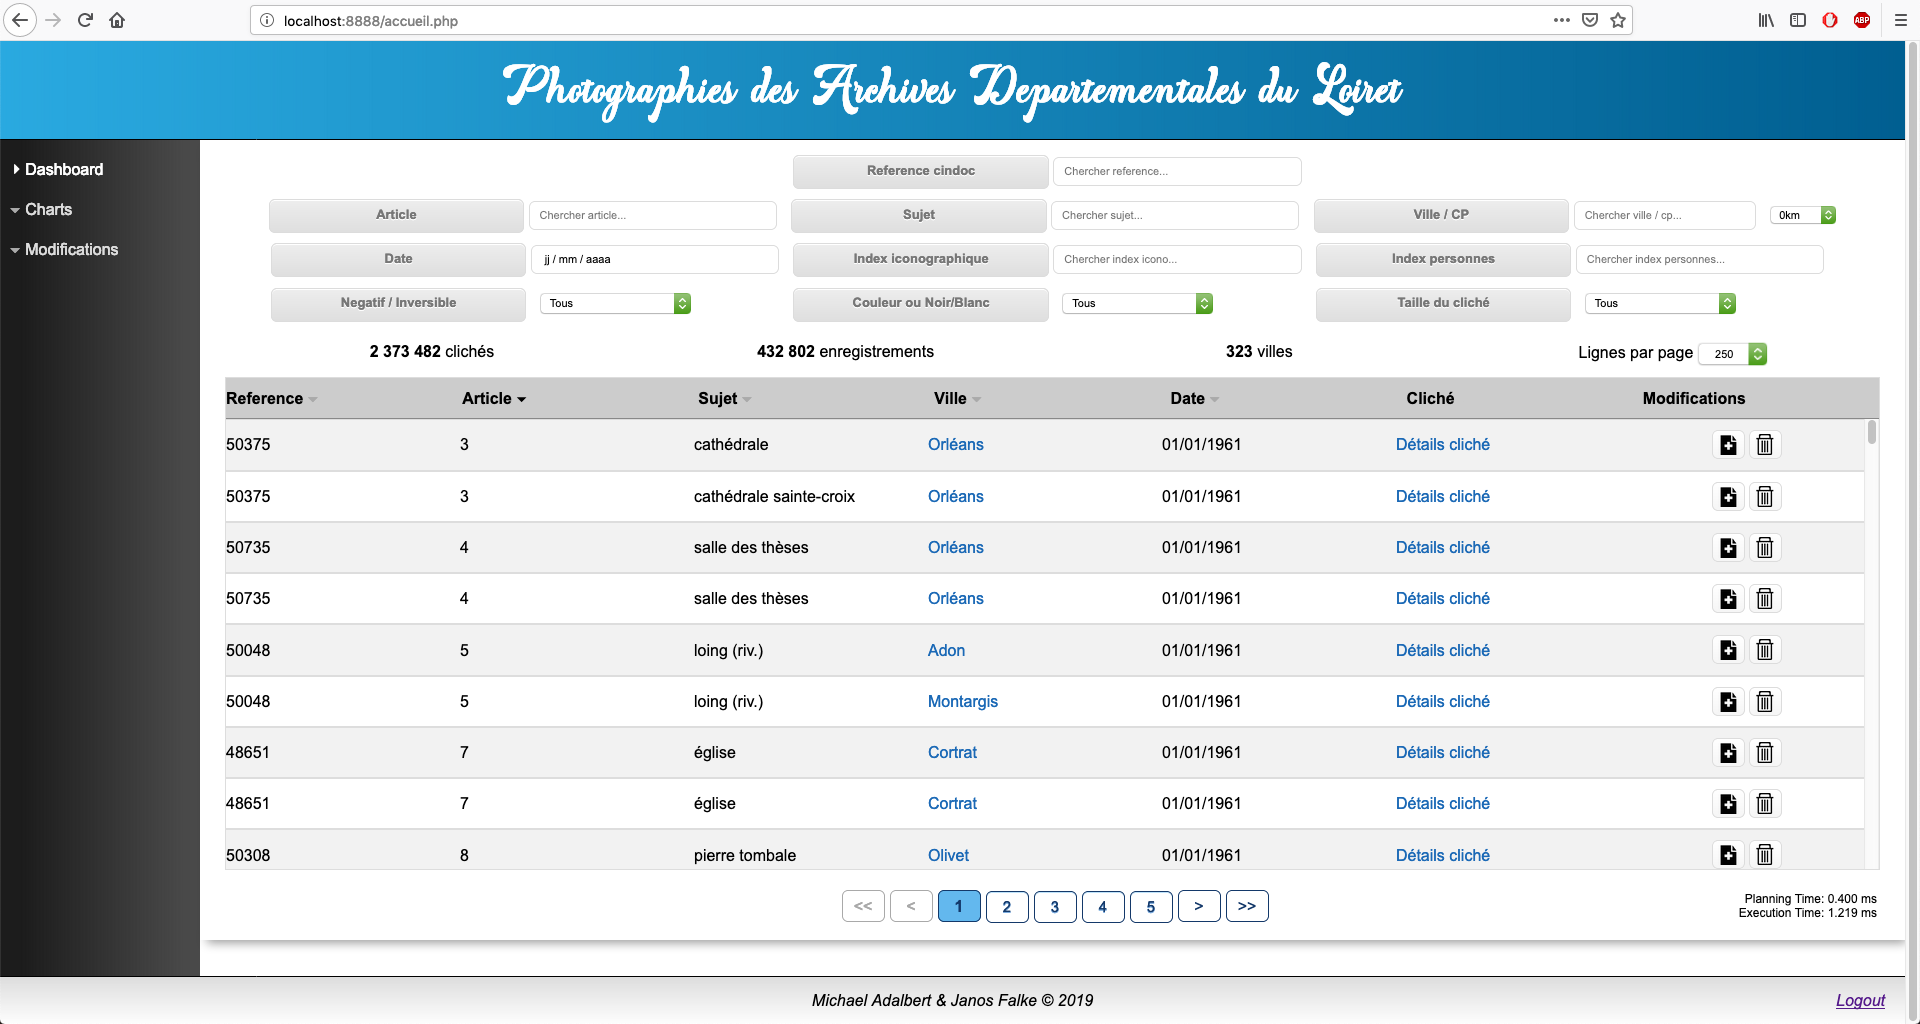 localhost:8888/accueil.php
ABP
Photographies des Archives Departementales du Loiret
Dashboard
Charts
Modifications
Reference cindoc Chercher reference...
Article Chercher article... Sujet Chercher sujet... Ville / CP Chercher ville / cp... 0km
Date jj / mm / aaaa Index iconographique Chercher index icono... Index personnes Chercher index personnes...
Negatif / Inversible Tous Couleur ou Noir/Blanc Tous Taille du cliché Tous
2 373 482 clichés 432 802 enregistrements 323 villes Lignes par page 250
Reference Article Sujet Ville Date Cliché Modifications
50375 3 cathédrale Orléans 01/01/1961 Détails cliché
50375 3 cathédrale sainte-croix Orléans 01/01/1961 Détails cliché
50735 4 salle des thèses Orléans 01/01/1961 Détails cliché
50735 4 salle des thèses Orléans 01/01/1961 Détails cliché
50048 5 loing (riv.) Adon 01/01/1961 Détails cliché
50048 5 loing (riv.) Montargis 01/01/1961 Détails cliché
48651 7 église Cortrat 01/01/1961 Détails cliché
48651 7 église Cortrat 01/01/1961 Détails cliché
50308 8 pierre tombale Olivet 01/01/1961 Détails cliché
<< < 1 2 3 4 5 > >>
Planning Time: 0.400 ms
Execution Time: 1.219 ms
Michael Adalbert & Janos Falke © 2019
Logout